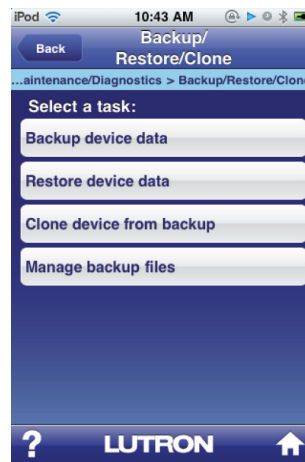 iPod 10:43 AM
Back
Backup/
Restore/Clone
...aintenance/Diagnostics > Backup/Restore/Clon
Select a task:
Backup device data
Restore device data
Clone device from backup
Manage backup files
? LUTRON